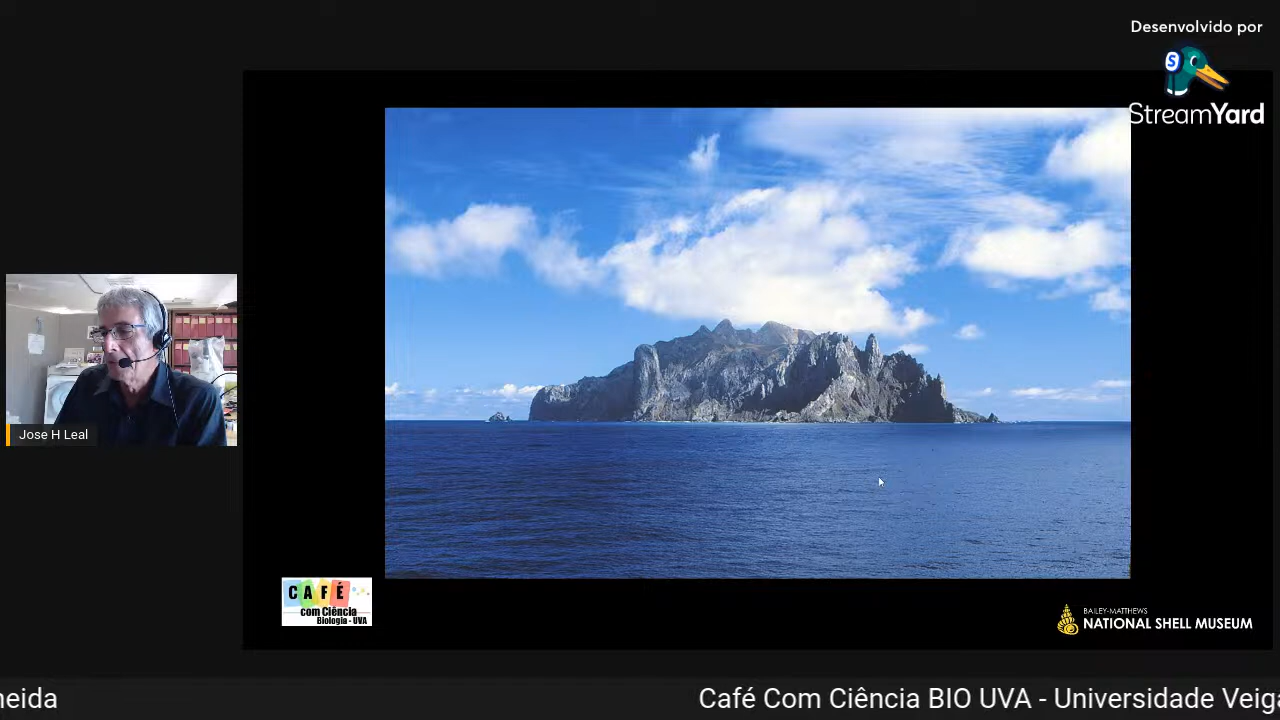 Desenvolvido por
S
StreamYard
Jose H Leal
CAFÉ
com Ciência
Biologia - UVA
BAILEY-MATTHEWS
NATIONAL SHELL MUSEUM
neida
Café Com Ciência BIO UVA - Universidade Veiga